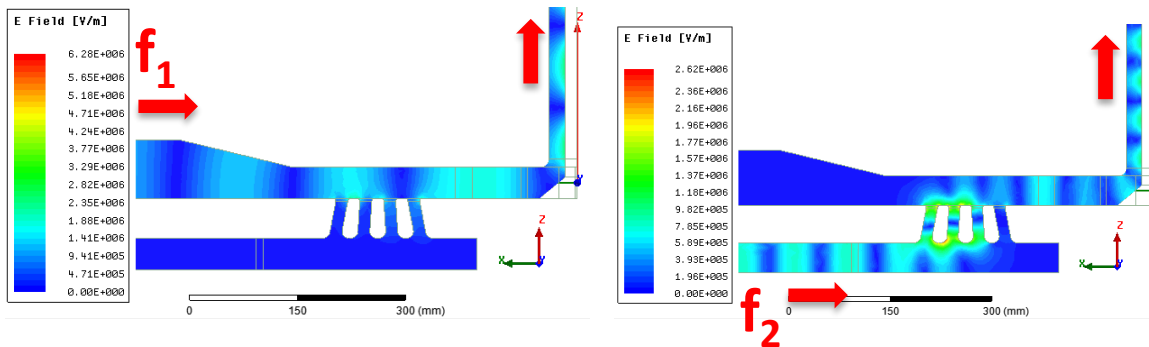 E Field [V/m]
6.28E+006
5.65E+006
5.18E+006
4.71E+006
4.24E+006
3.77E+006
3.29E+006
2.82E+006
2.35E+006
1.88E+006
1.41E+006
9.41E+005
4.71E+005
0.00E+000
f1
Z
Y
Z
X
Y
0
150
300 (mm)
E Field [V/m]
2.62E+006
2.36E+006
2.16E+006
1.96E+006
1.77E+006
1.57E+006
1.37E+006
1.18E+006
9.82E+005
7.85E+005
5.89E+005
3.93E+005
1.96E+005
0.00E+000
Z
X
Y
f2
0
150
300 (mm)